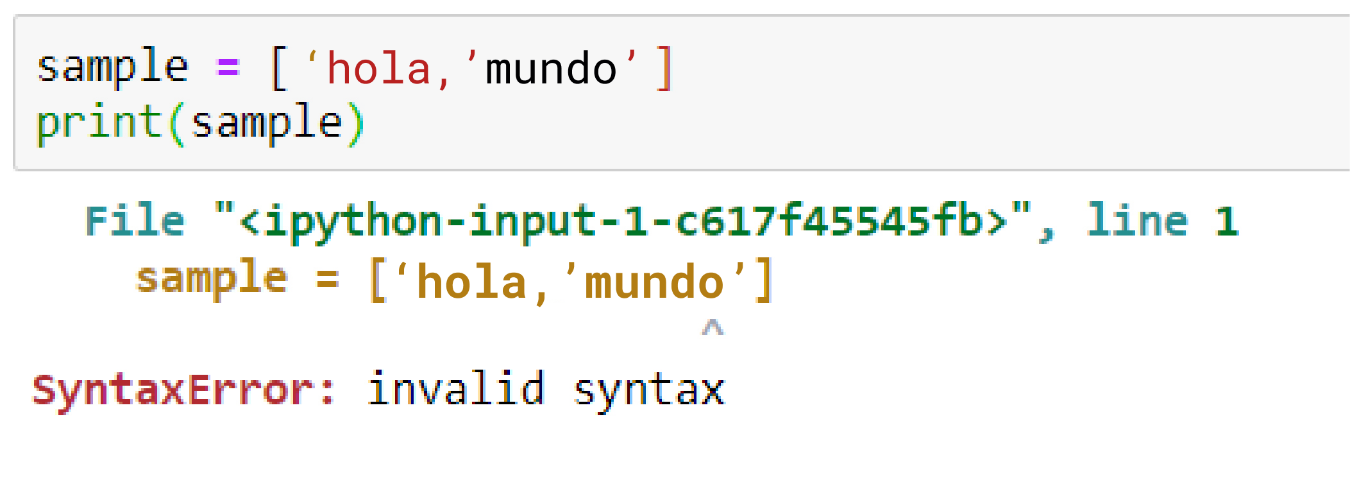 sample = [‘hola,’mundo’]
print(sample)
File "<ipython-input-1-c617f45545fb>", line 1
sample = [‘hola,’mundo’]
^
SyntaxError: invalid syntax